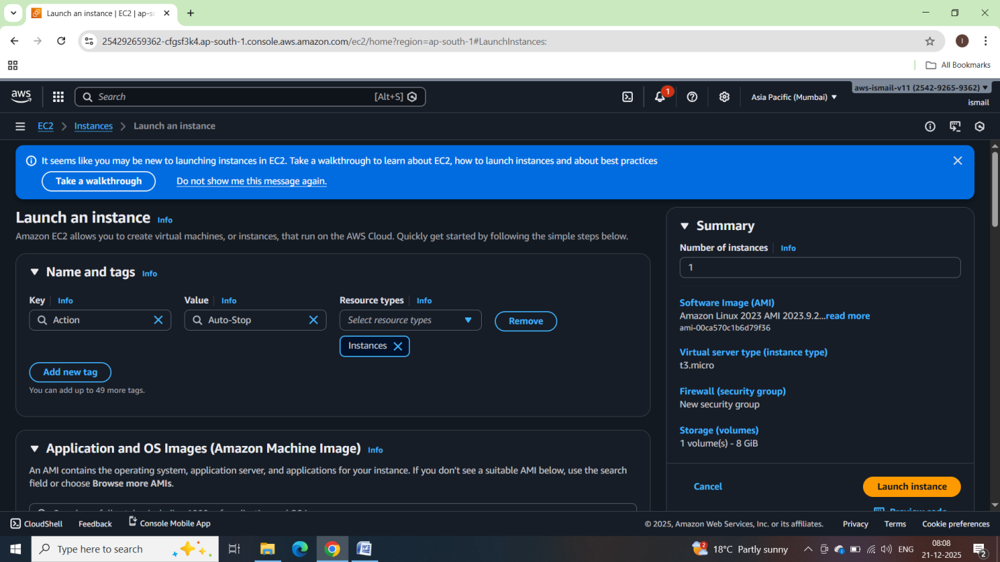 Launch an instance | EC2 | ap-so
254292659362-cfgsf3k4.ap-south-1.console.aws.amazon.com/ec2/home?region=ap-south-1#LaunchInstances:
I
All Bookmarks
aws
Search
[Alt+S]
1
Asia Pacific (Mumbai)
aws-ismail-v11 (2542-9265-9362)
ismail
EC2
Instances
Launch an instance
It seems like you may be new to launching instances in EC2. Take a walkthrough to learn about EC2, how to launch instances and about best practices
Take a walkthrough
Do not show me this message again.
Launch an instance Info
Amazon EC2 allows you to create virtual machines, or instances, that run on the AWS Cloud. Quickly get started by following the simple steps below.
Name and tags Info
Key Info
Value Info
Resource types Info
Action
Auto-Stop
Select resource types
Remove
Instances
Add new tag
You can add up to 49 more tags.
Application and OS Images (Amazon Machine Image) Info
An AMI contains the operating system, application server, and applications for your instance. If you don't see a suitable AMI below, use the search
field or choose Browse more AMIs.
Summary
Number of instances Info
1
Software Image (AMI)
Amazon Linux 2023 AMI 2023.9.2...read more
ami-00ca570c1b6d79f36
Virtual server type (instance type)
t3.micro
Firewall (security group)
New security group
Storage (volumes)
1 volume(s) - 8 GiB
Cancel
Launch instance
Preview code
CloudShell
Feedback
Console Mobile App
© 2025, Amazon Web Services, Inc. or its affiliates.
Privacy
Terms
Cookie preferences
Type here to search
2
18°C Partly sunny
ENG
08:08
21-12-2025
2